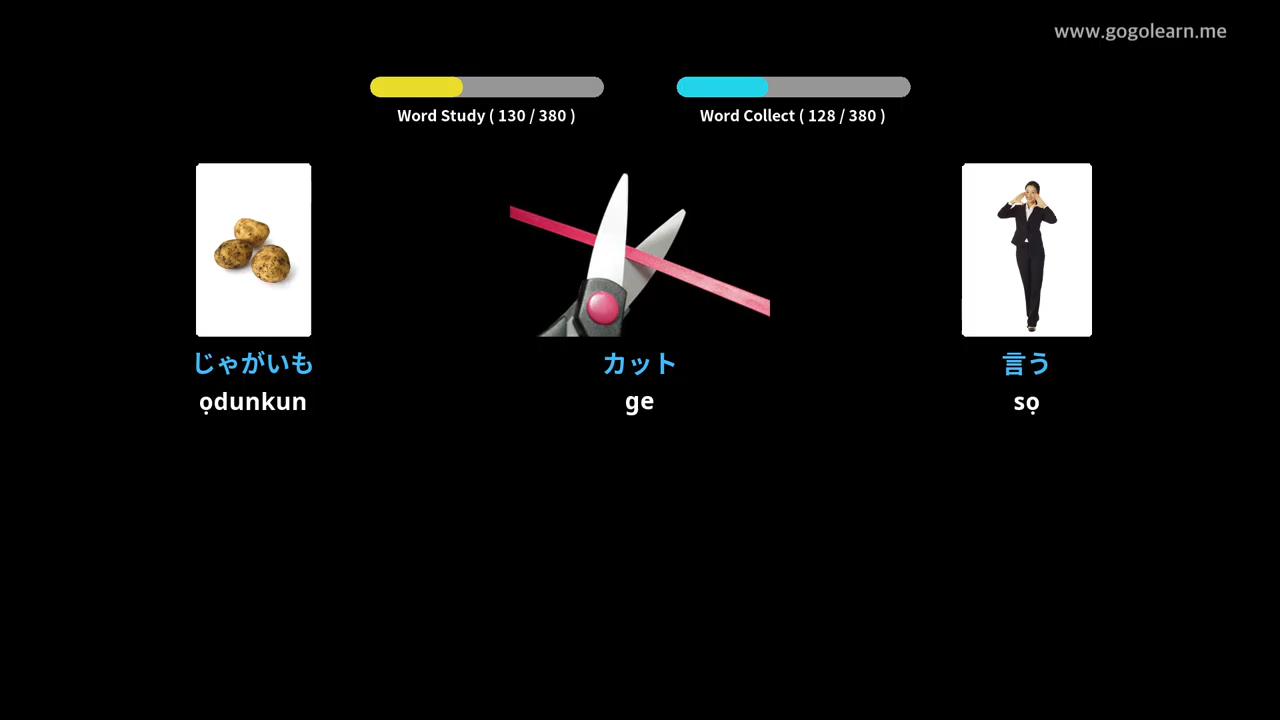 www.gogolearn.me
Word Study ( 130 / 380 )
Word Collect ( 128 / 380 )
じゃがいも
ọdunkun
カット
ge
言う
sọ